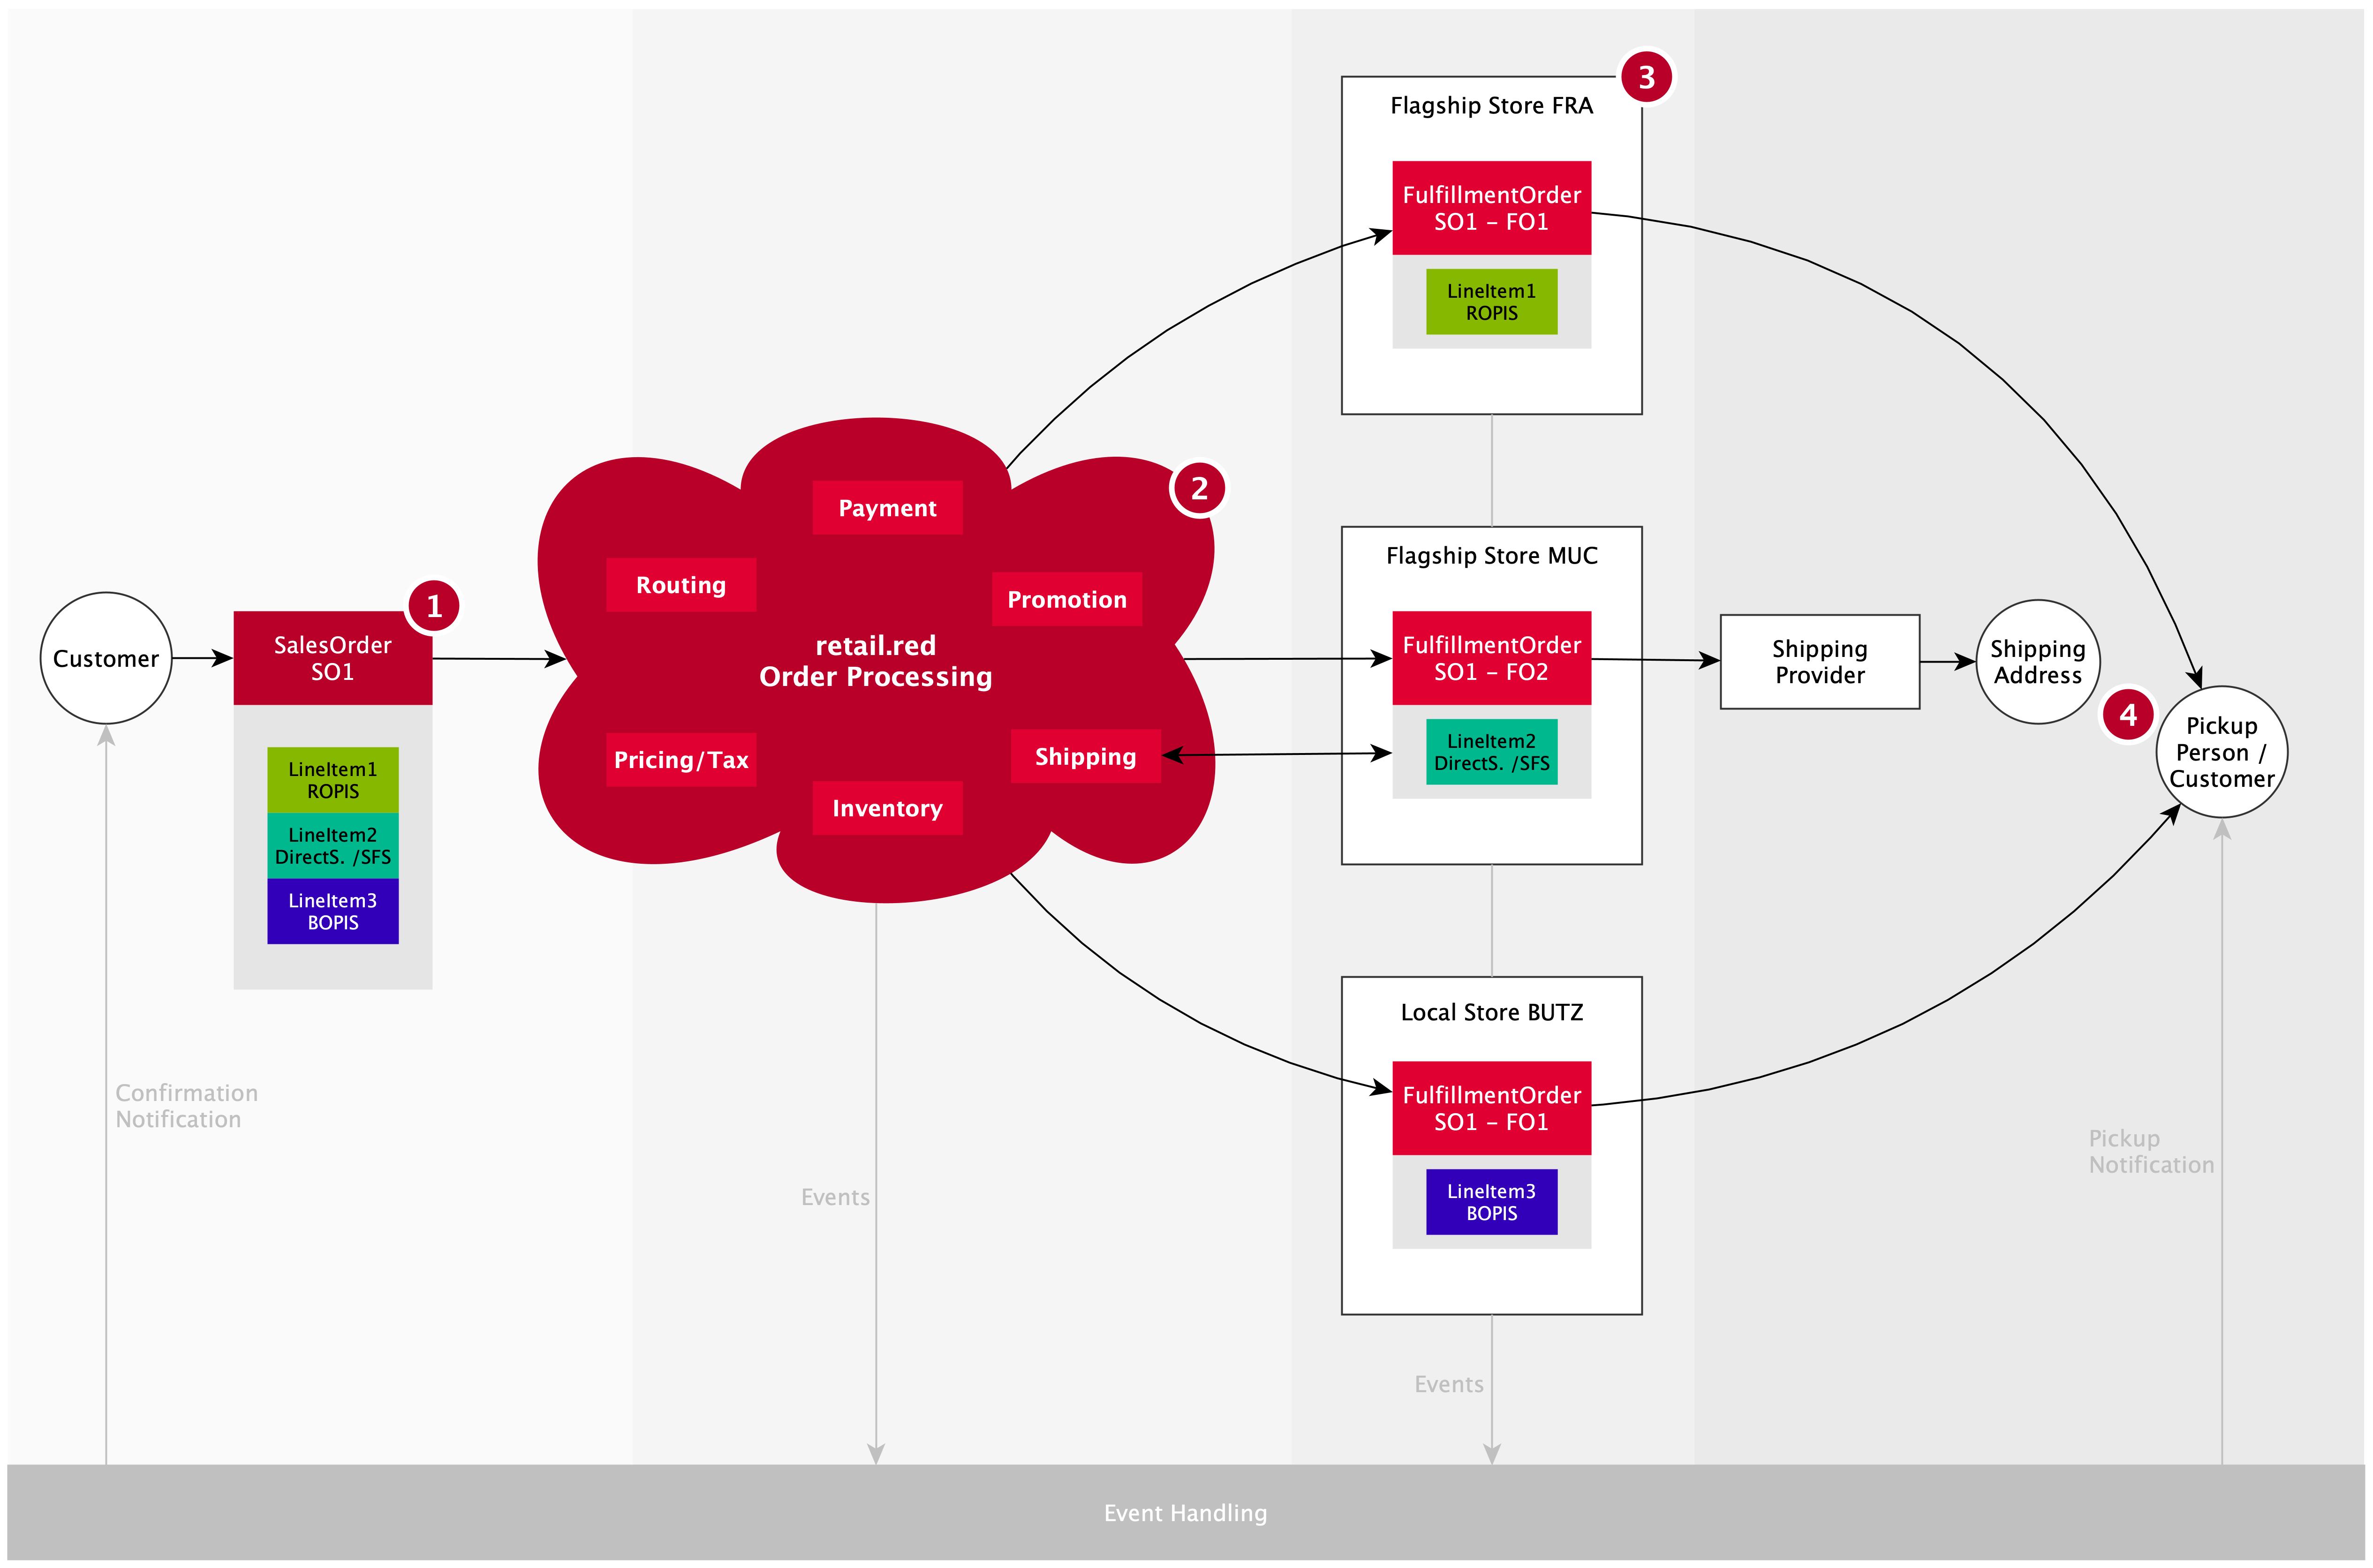 3
Flagship Store FRA
FulfillmentOrder
SO1 - FO1
LineItem1
ROPIS
2
Payment
Routing
Promotion
retail.red
Order Processing
Pricing/Tax
Shipping
Inventory
1
Customer
SalesOrder
SO1
LineItem1
ROPIS
LineItem2
DirectS. /SFS
LineItem3
BOPIS
Flagship Store MUC
FulfillmentOrder
SO1 - FO2
LineItem2
DirectS. /SFS
Shipping
Provider
Shipping
Address
4
Pickup
Person /
Customer
Local Store BUTZ
FulfillmentOrder
SO1 - FO1
LineItem3
BOPIS
Confirmation
Notification
Events
Events
Pickup
Notification
Event Handling